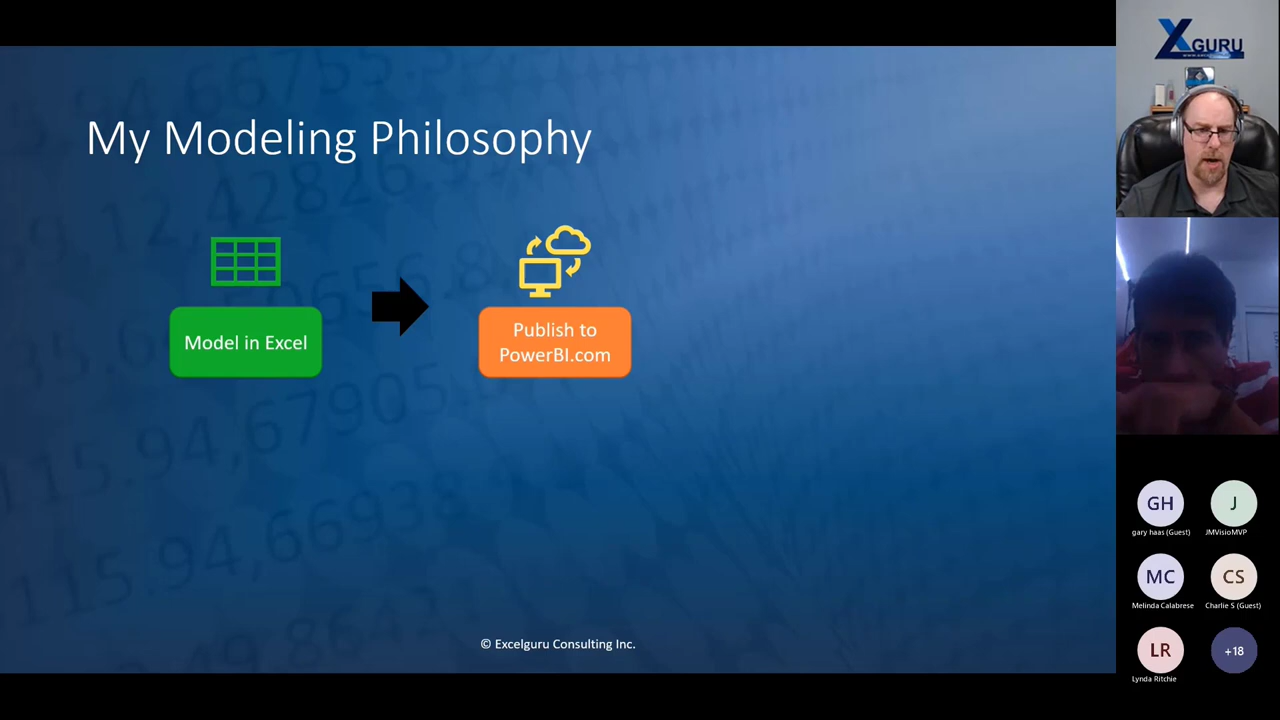 My Modeling Philosophy
Model in Excel
Publish to
PowerBI.com
© Excelguru Consulting Inc.
XGURU
GH
J
gary haas (Guest)
JMVisioMVP
MC
CS
Melinda Calabrese
Charlie S (Guest)
LR
+18
Lynda Ritchie